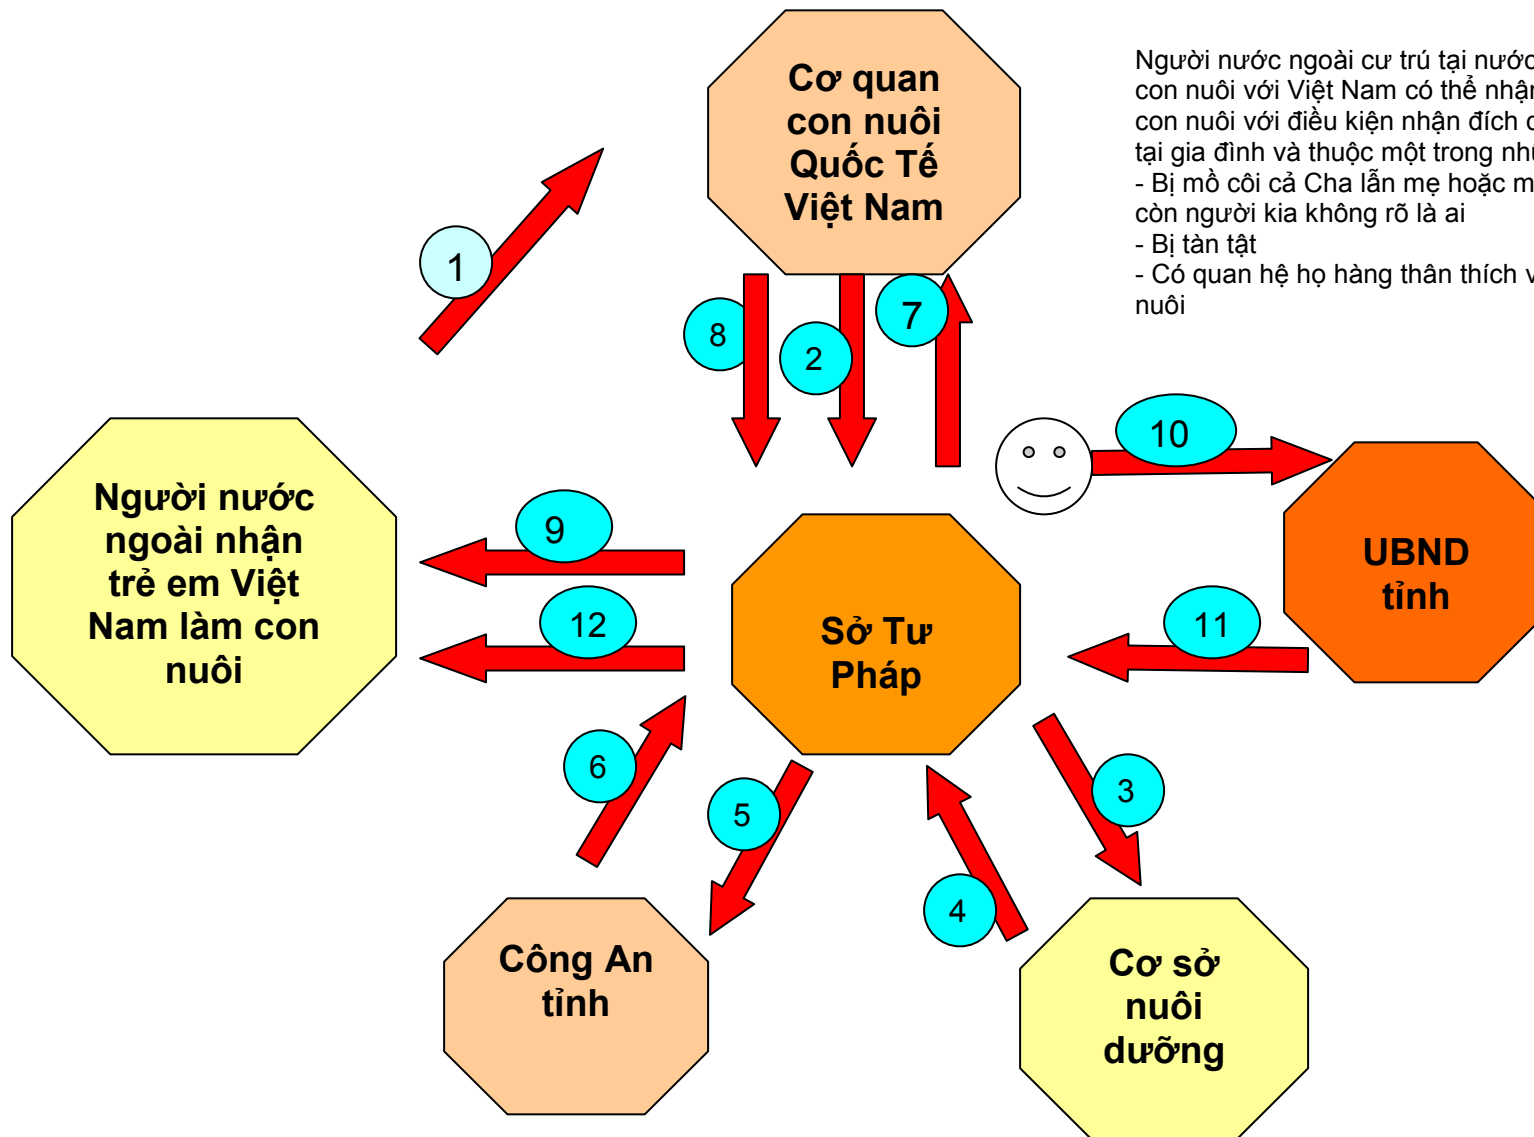 Cơ quan
con nuôi
Quốc Tế
Việt Nam
Người nước ngoài cư trú tại nước
con nuôi với Việt Nam có thể nhận
con nuôi với điều kiện nhận đích
tại gia đình và thuộc một trong
- Bị mồ côi cả Cha lẫn mẹ hoặc
còn người kia không rõ là ai
- Bị tàn tật
- Có quan hệ họ hàng thân thích
nuôi
1
8
2
7
10
Người nước
ngoài nhận
trẻ em Việt
Nam làm con
nuôi
9
12
Sở Tư
Pháp
11
UBND
tỉnh
6
5
4
3
Công An
tỉnh
Cơ sở
nuôi
dưỡng